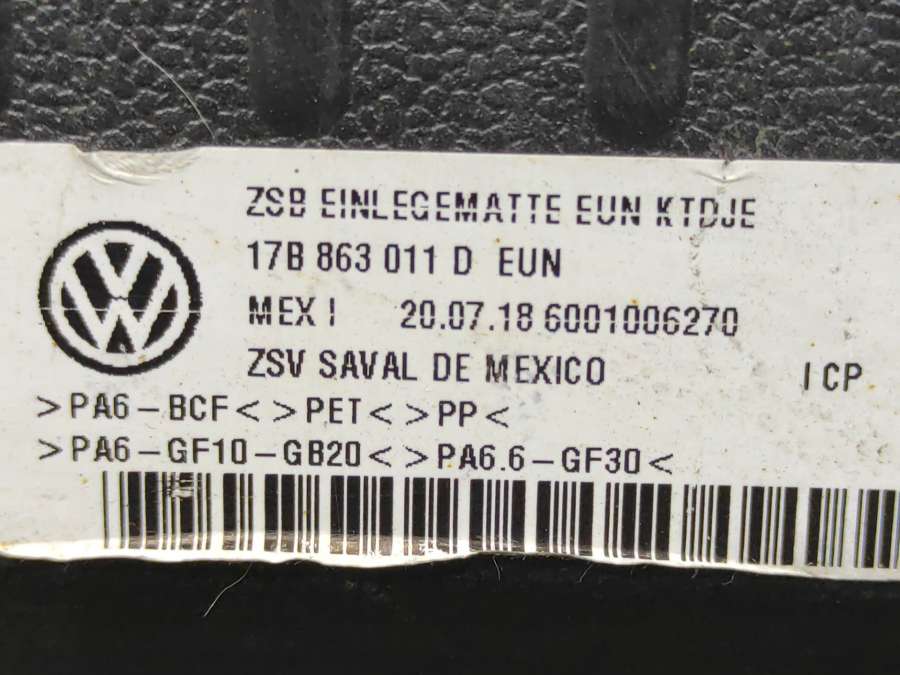 ZSB EINLEGEMATTE EUN KTDJE
17B 863 011 D EUN
MEX I 20.07.18 6001006270
ZSV SAVAL DE MEXICO ICP
>PA6-BCF<>PET<>PP<
>PA6-GF10-GB20<>PA6.6-GF30<